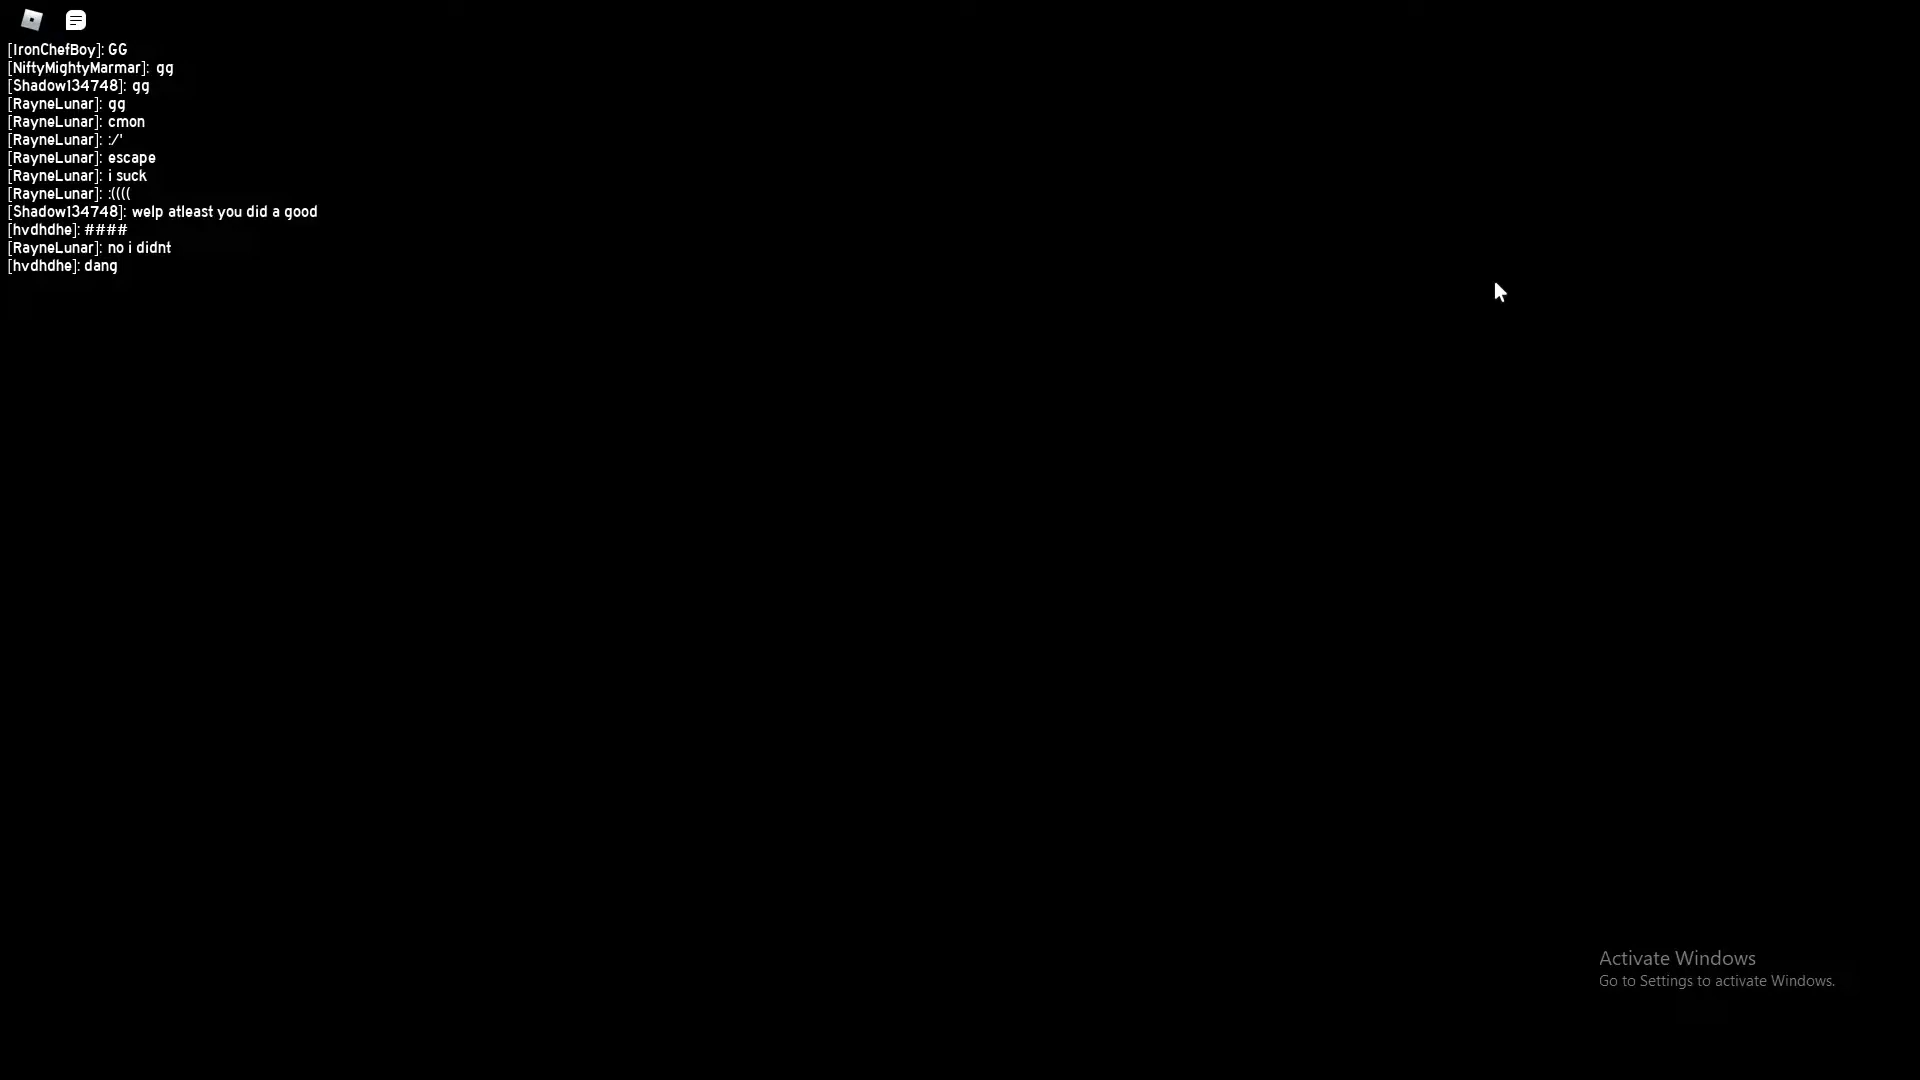 [IronChefBoy]: GG
[NiftyMightyMarmar]: gg
[Shadow134748]: gg
[RayneLunar]: gg
[RayneLunar]: cmon
[RayneLunar]: :/'
[RayneLunar]: escape
[RayneLunar]: i suck
[RayneLunar]: :((((
[Shadow134748]: welp atleast you did a good
[hvdhdhe]: ####
[RayneLunar]: no i didnt
[hvdhdhe]: dang
Activate Windows
Go to Settings to activate Windows.